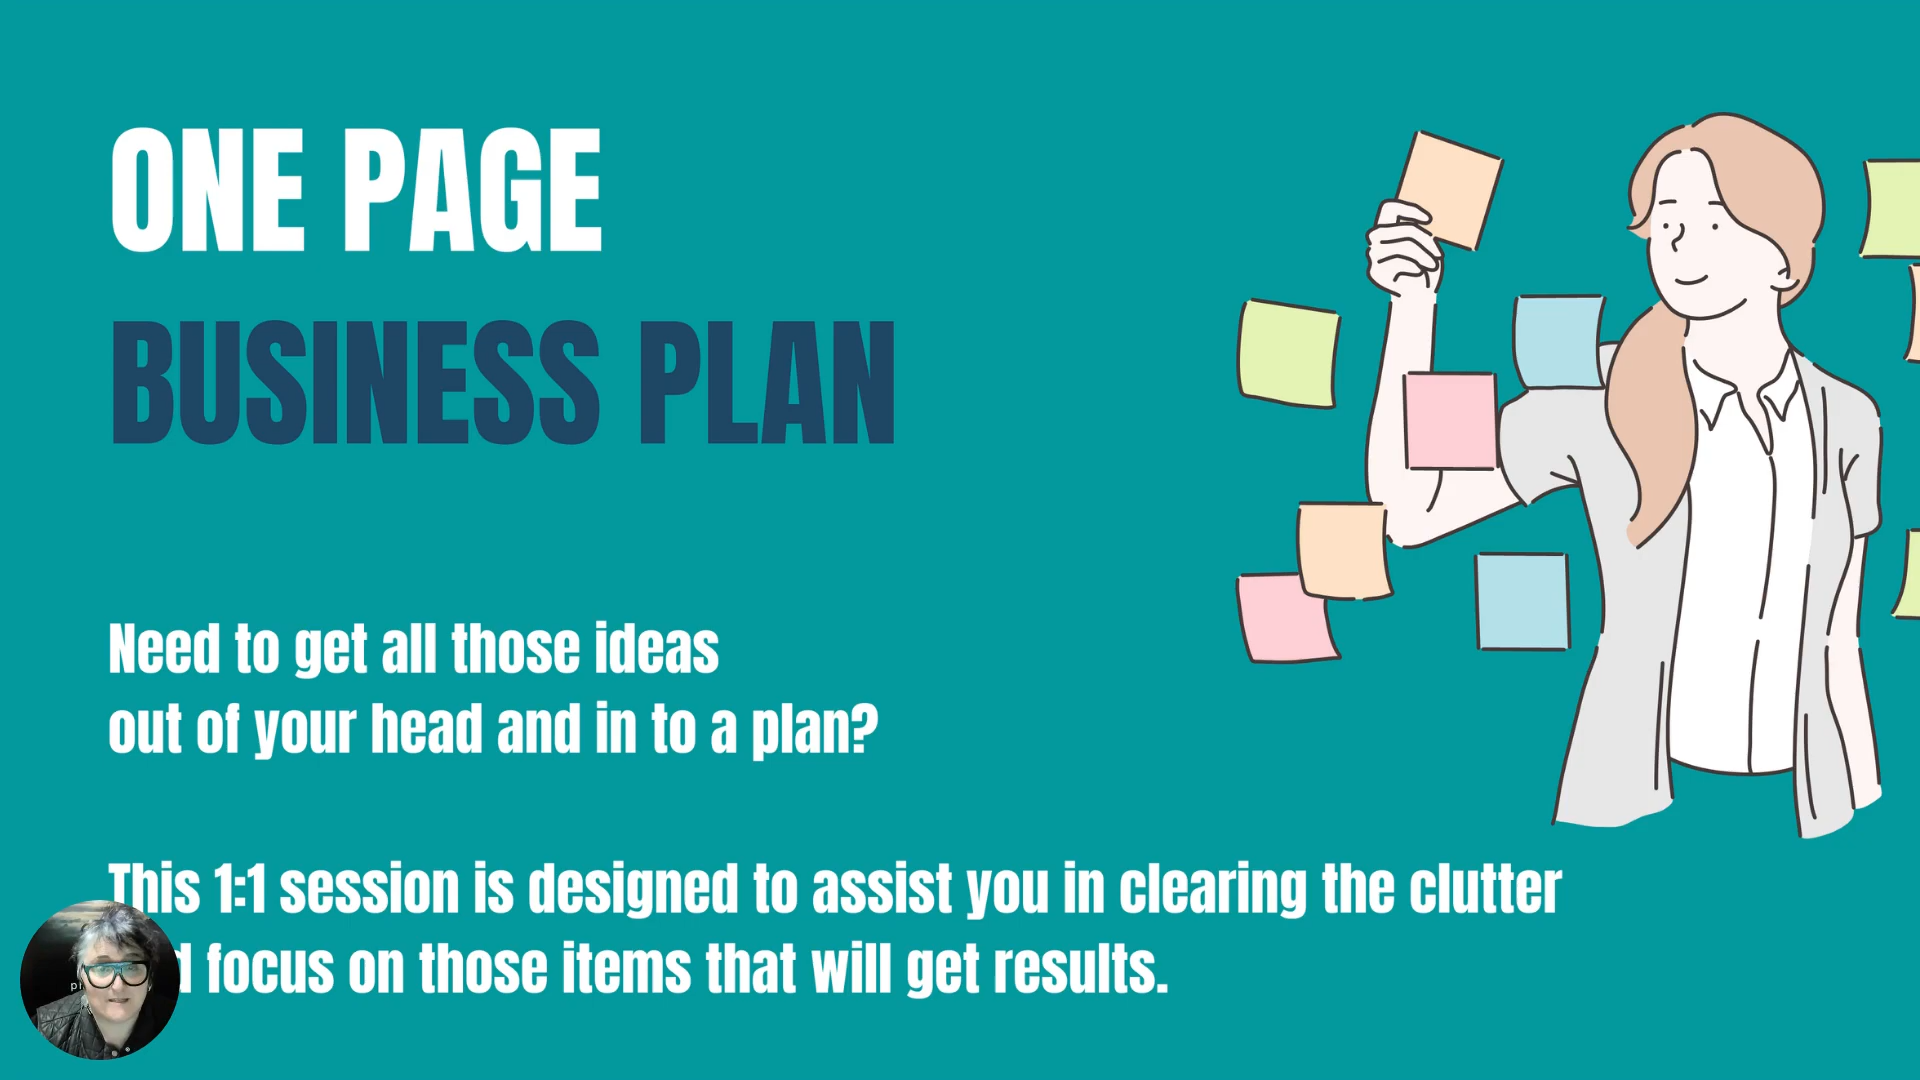 ONE PAGE
BUSINESS PLAN
Need to get all those ideas
out of your head and in to a plan?
This 1:1 session is designed to assist you in clearing the clutter
focus on those items that will get results.